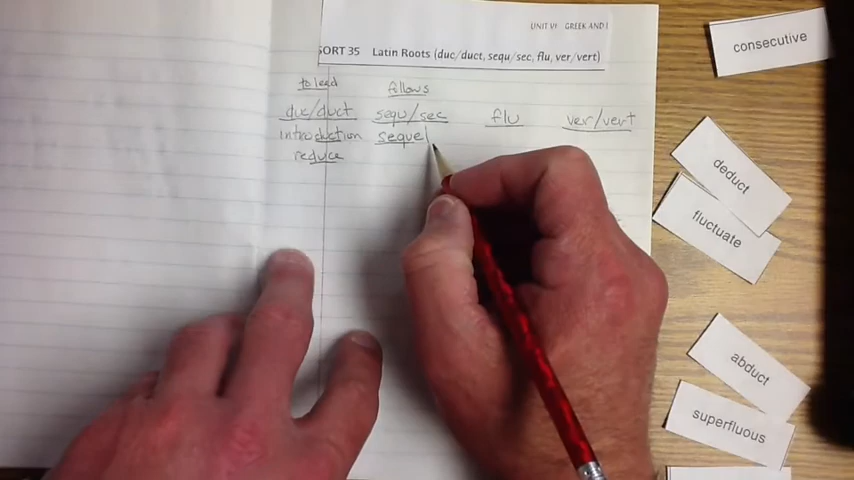 UNIT VI GREEK AND
SORT 35 Latin Roots (duc/duct, sequ/sec, flu, ver/vert)
to lead follows
duc/duct sequ/sec flu ver/vert
introduction sequel
reduce
consecutive
deduct
fluctuate
abduct
superfluous